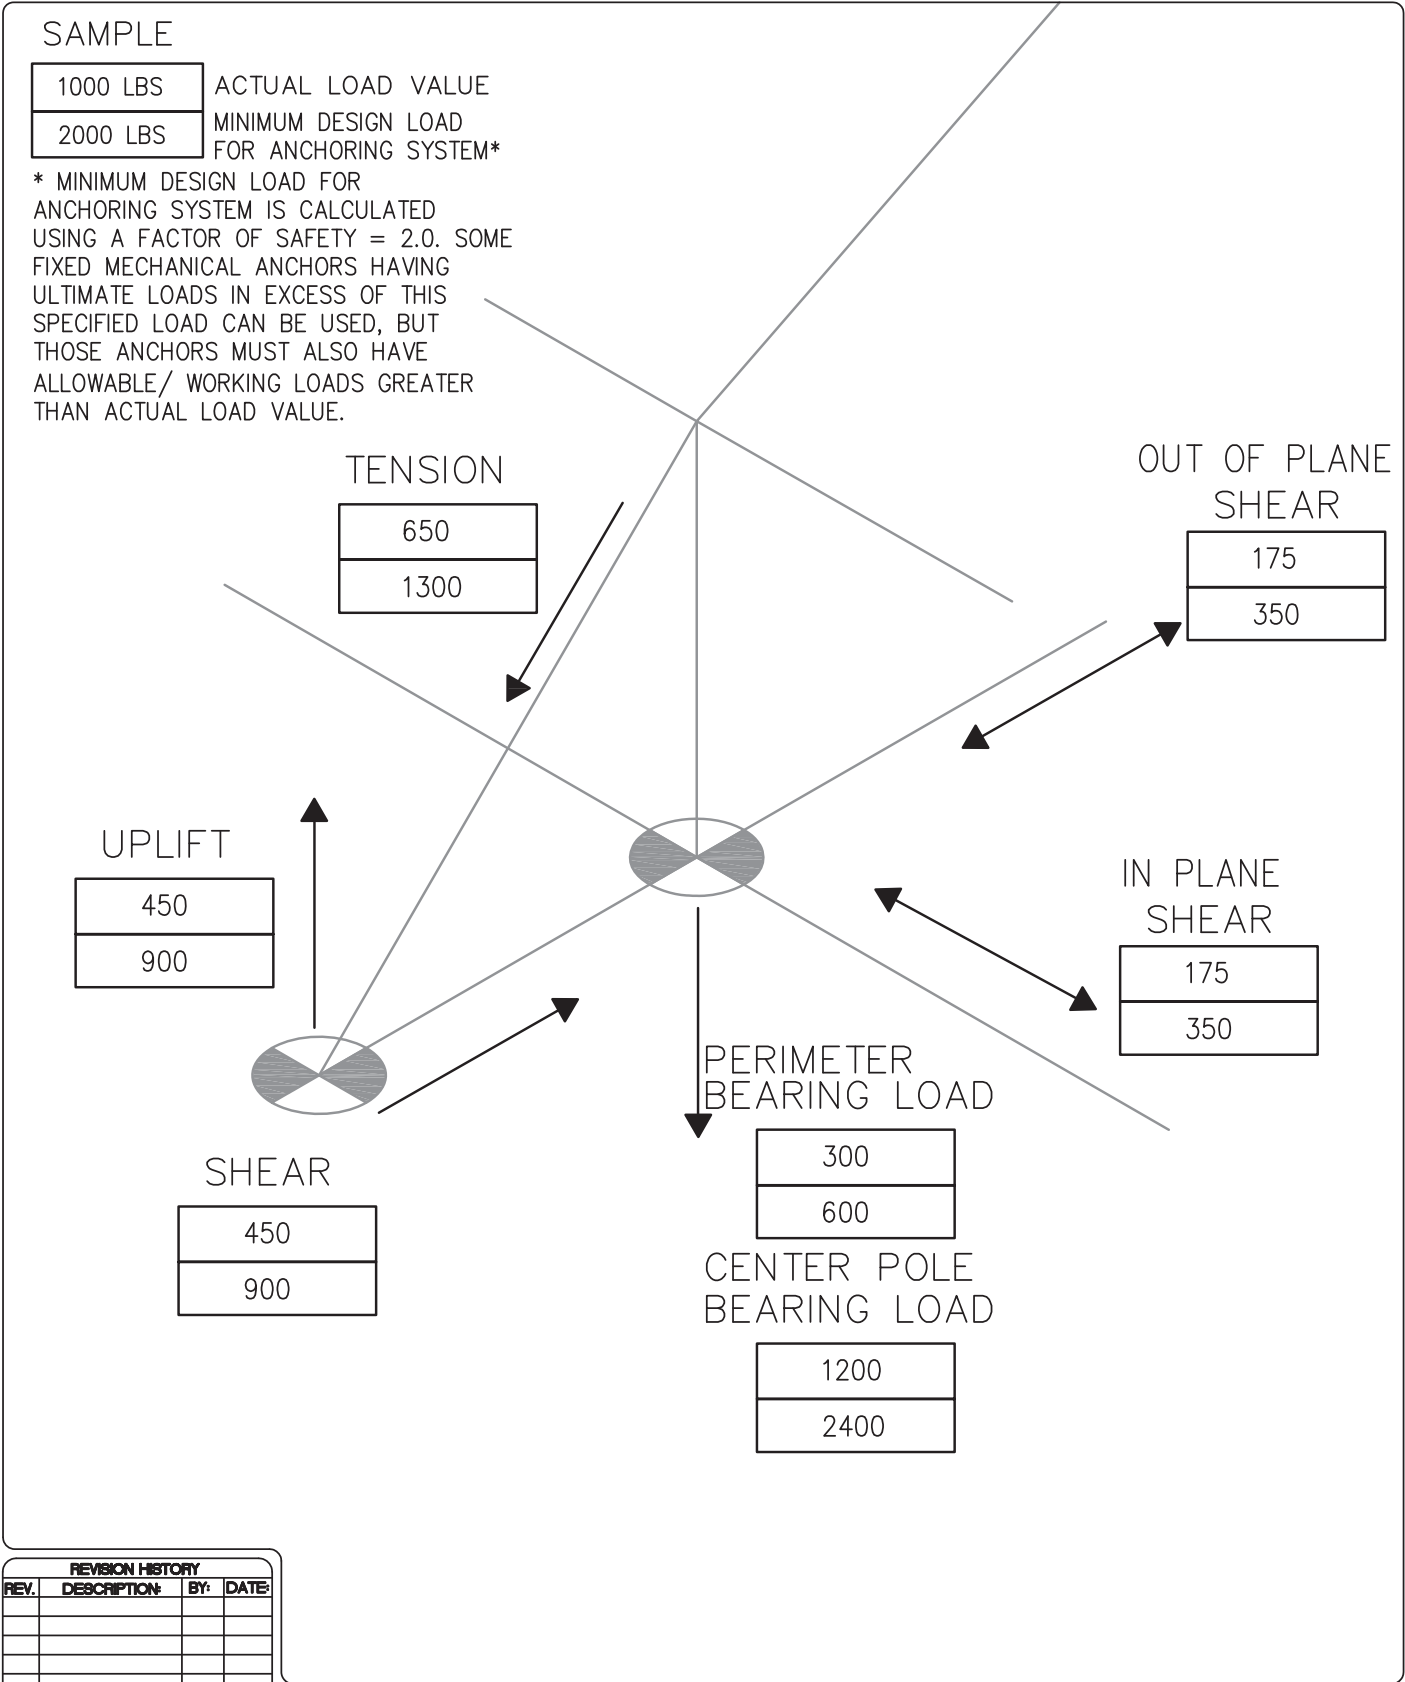 SAMPLE
1000 LBS
ACTUAL LOAD VALUE
2000 LBS
MINIMUM DESIGN LOAD
FOR ANCHORING SYSTEM*
* MINIMUM DESIGN LOAD FOR
ANCHORING SYSTEM IS CALCULATED
USING A FACTOR OF SAFETY = 2.0. SOME
FIXED MECHANICAL ANCHORS HAVING
ULTIMATE LOADS IN EXCESS OF THIS
SPECIFIED LOAD CAN BE USED, BUT
THOSE ANCHORS MUST ALSO HAVE
ALLOWABLE/ WORKING LOADS GREATER
THAN ACTUAL LOAD VALUE.
TENSION
650
1300
OUT OF PLANE
SHEAR
175
350
UPLIFT
450
900
IN PLANE
SHEAR
175
350
PERIMETER
BEARING LOAD
300
600
SHEAR
450
900
CENTER POLE
BEARING LOAD
1200
2400
REVISION HISTORY
REV. DESCRIPTION: BY: DATE: